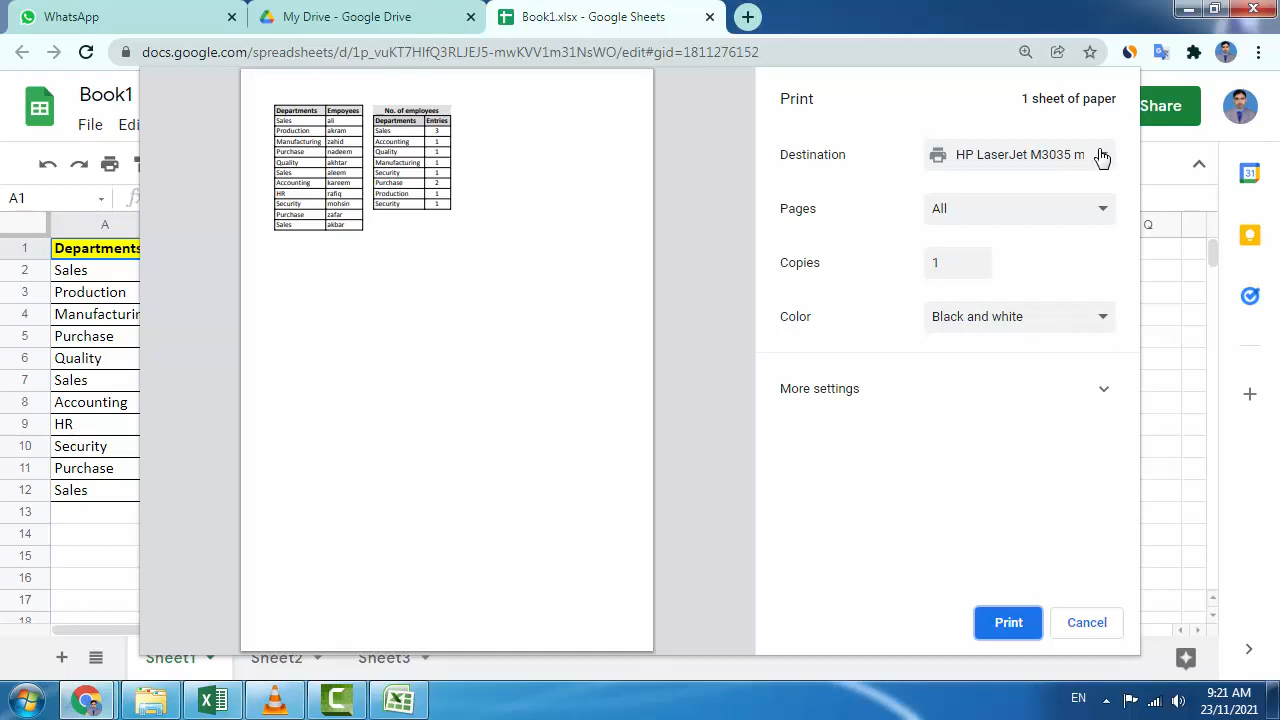 WhatsApp
My Drive - Google Drive
Book1.xlsx - Google Sheets
docs.google.com/spreadsheets/d/1p_vuKT7HIfQ3RLJEJ5-mwNYV1m31NsWO/edit#gid=1811276152
Book1
File
Share
A1
A
Q
1 Departments
2 Sales
3 Production
4
5 Purchase
6 Quality
7 Sales
8 Accounting
9 HR
10 Security
11 Purchase
12 Sales
13
14
15
16
17
18
Departments Empoyees
Sales ali
Production akram
Manufacturing zahid
Purchase nadeem
Quality akhtar
Sales aleem
Accounting kareem
HR rafiq
Security mohsin
Purchase zafar
Sales akbar
No. of employees
Departments Entries
Sales 3
Accounting 1
Quality 1
Manufacturing 1
Security 1
Purchase 2
Production 1
Security 1
Print
1 sheet of paper
Destination
HP LaserJet M3035 m
Pages
All
Copies
1
Color
Black and white
More settings
Print
Cancel
31
Sheet1
Sheet2
Sheet3
EN
9:21 AM
23/11/2021